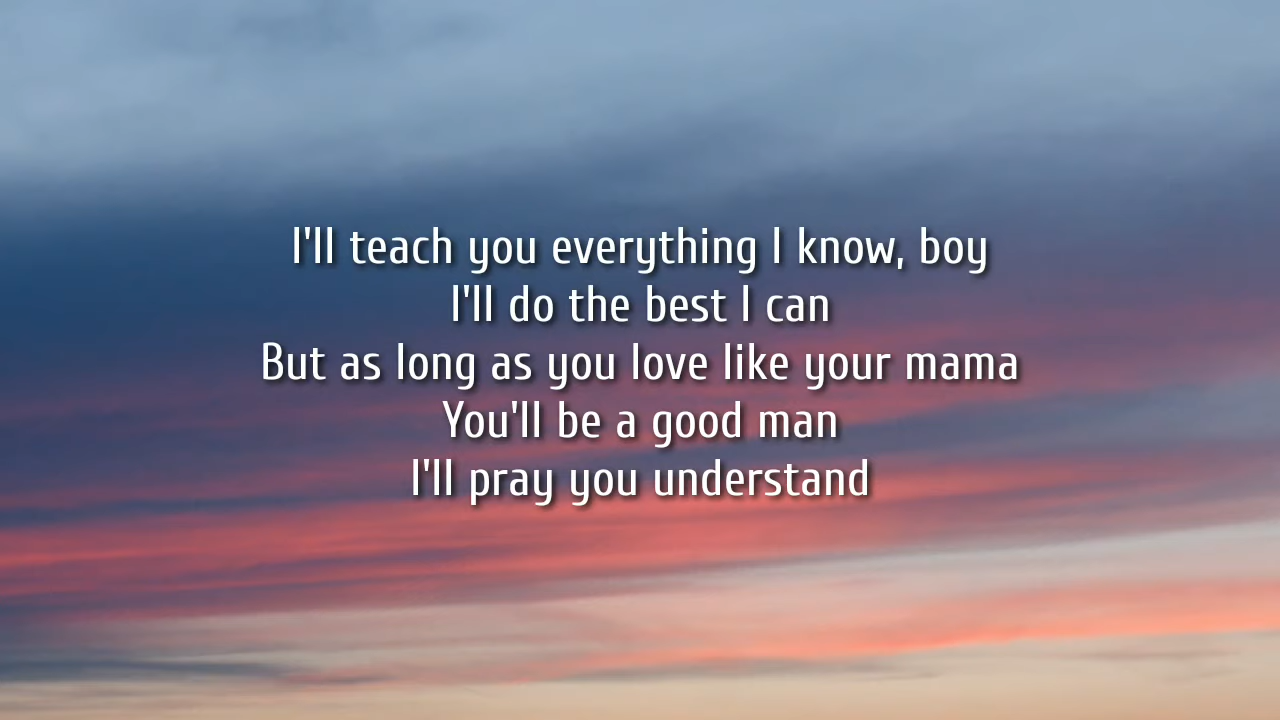 I'll teach you everything I know, boy
I'll do the best I can
But as long as you love like your mama
You'll be a good man
I'll pray you understand